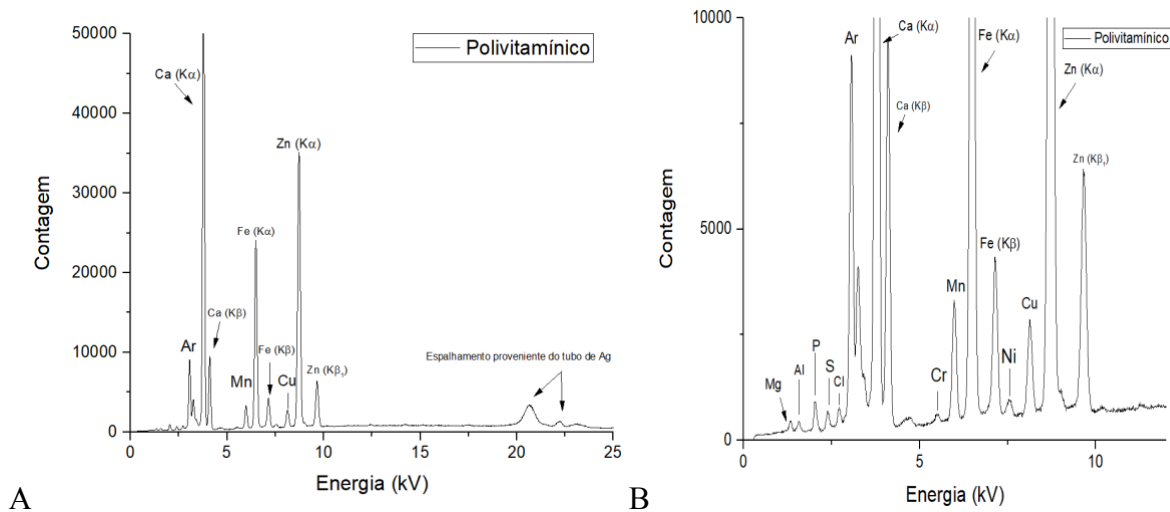 50000
40000
30000
20000
10000
0
Contagem
Polivitamínico
Ca (Kα)
Zn (Kα)
Fe (Kα)
Ca (Kβ)
Ar
Mn
Fe (Kβ)
Cu
Zn (Kβ₁)
Espalhamento proveniente do tubo de Ag
0 5 10 15 20 25
Energia (kV)
A
10000
5000
0
Contagem
Polivitamínico
Ar
Ca (Kα)
Fe (Kα)
Zn (Kα)
Ca (Kβ)
Zn (Kβ₁)
Fe (Kβ)
Mn
Cu
P
Al
S
Mg
Cl
Cr
Ni
0 5 10
Energia (kV)
B